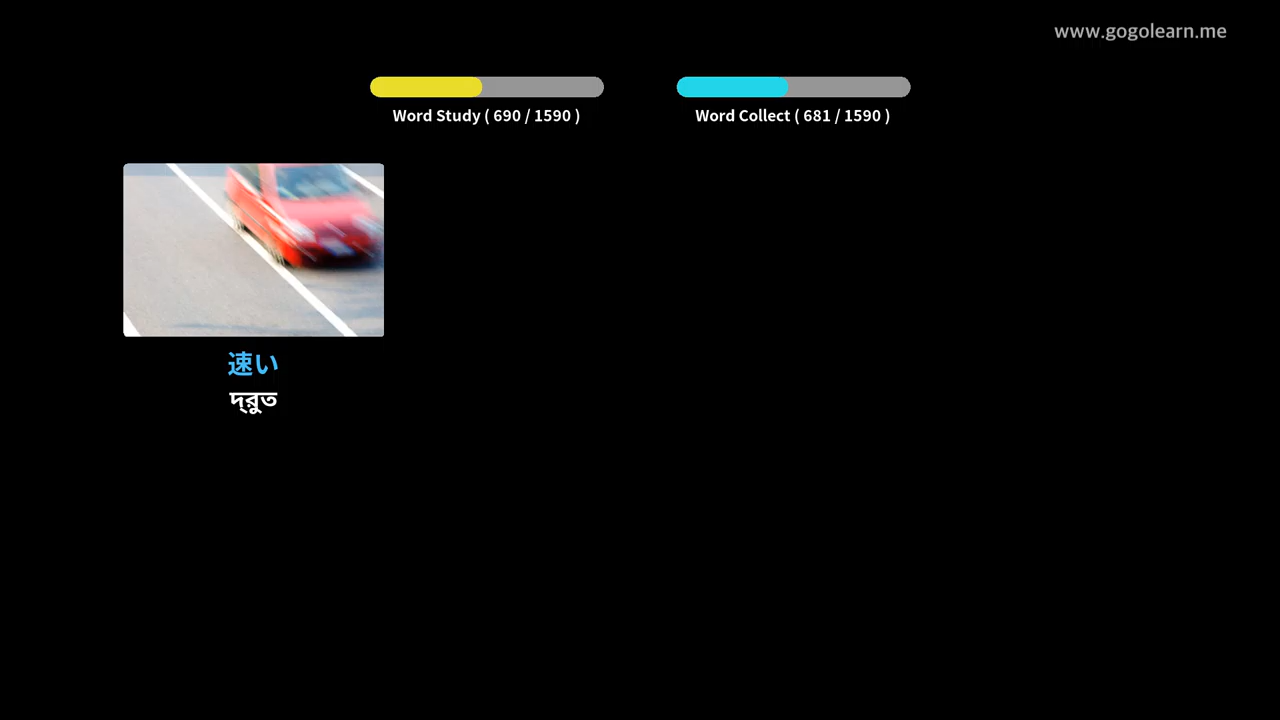 www.gogolearn.me
Word Study ( 690 / 1590 )
Word Collect ( 681 / 1590 )
速い
দ্রুত